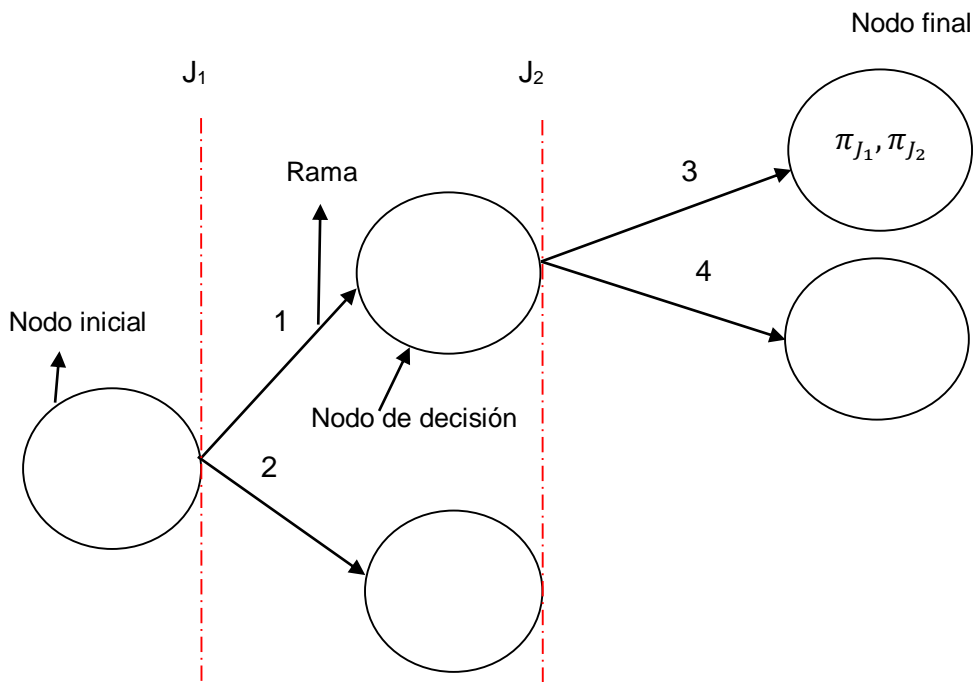 Nodo final
J₁
J₂
π_{J₁}, π_{J₂}
Rama
3
4
Nodo inicial
1
Nodo de decisión
2